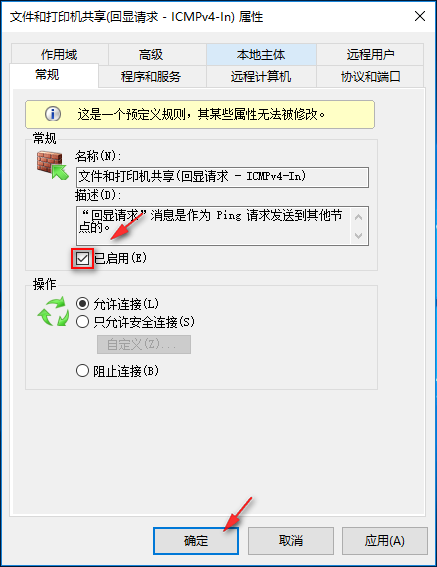 文件和打印机共享(回显请求 - ICMPv4-In) 属性
作用域 高级 本地主体 远程用户
常规 程序和服务 远程计算机 协议和端口
这是一个预定义规则，其某些属性无法被修改。
常规
名称(N):
文件和打印机共享(回显请求 - ICMPv4-In)
描述(D):
“回显请求”消息是作为 Ping 请求发送到其他节
点的。
已启用(E)
操作
允许连接(L)
只允许安全连接(S)
自定义(Z)...
阻止连接(B)
确定 取消 应用(A)